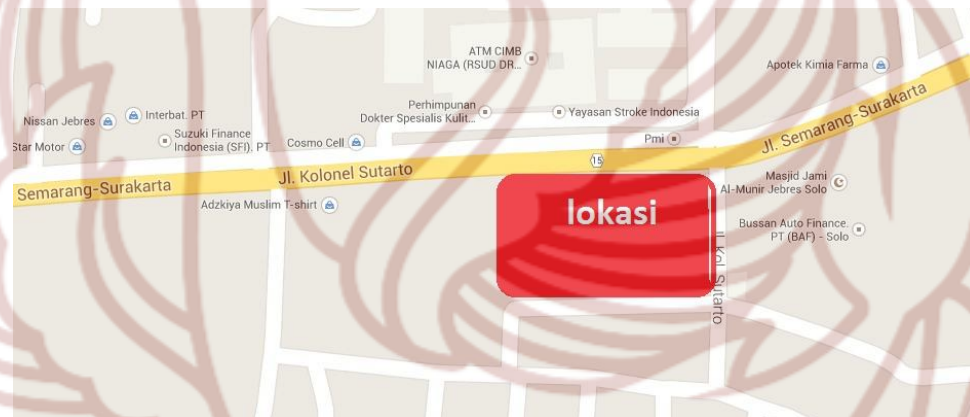 ATM CIMB
NIAGA (RSUD DR...
Apotek Kimia Farma
Nissan Jebres
Interbat. PT
Perhimpunan
Dokter Spesialis Kulit...
Yayasan Stroke Indonesia
Jl. Semarang-Surakarta
Star Motor
Suzuki Finance
Indonesia (SFI). PT
Cosmo Cell
Pmi
15
Semarang-Surakarta
Jl. Kolonel Sutarto
Masjid Jami
Al-Munir Jebres Solo
Adzkiya Muslim T-shirt
lokasi
Bussan Auto Finance.
PT (BAF) - Solo
Jl. Kol. Sutarto